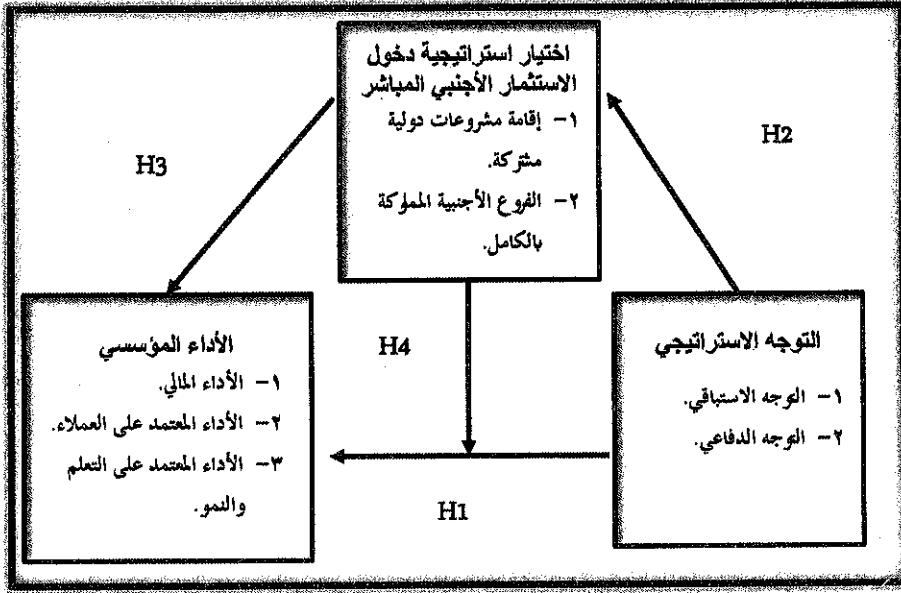 اختيار استراتيجية دخول
الاستثمار الأجنبي المباشر
١- إقامة مشروعات دولية
مشتركة.
٢- الفروع الأجنبية المملوكة
بالكامل.
H2
H3
H4
التوجه الاستراتيجي
١- التوجه الاستباقي.
٢- التوجه الدفاعي.
الأداء المؤسسي
١- الأداء المالي.
٢- الأداء المعتمد على العملاء.
٣- الأداء المعتمد على التعلم
والنمو.
H1